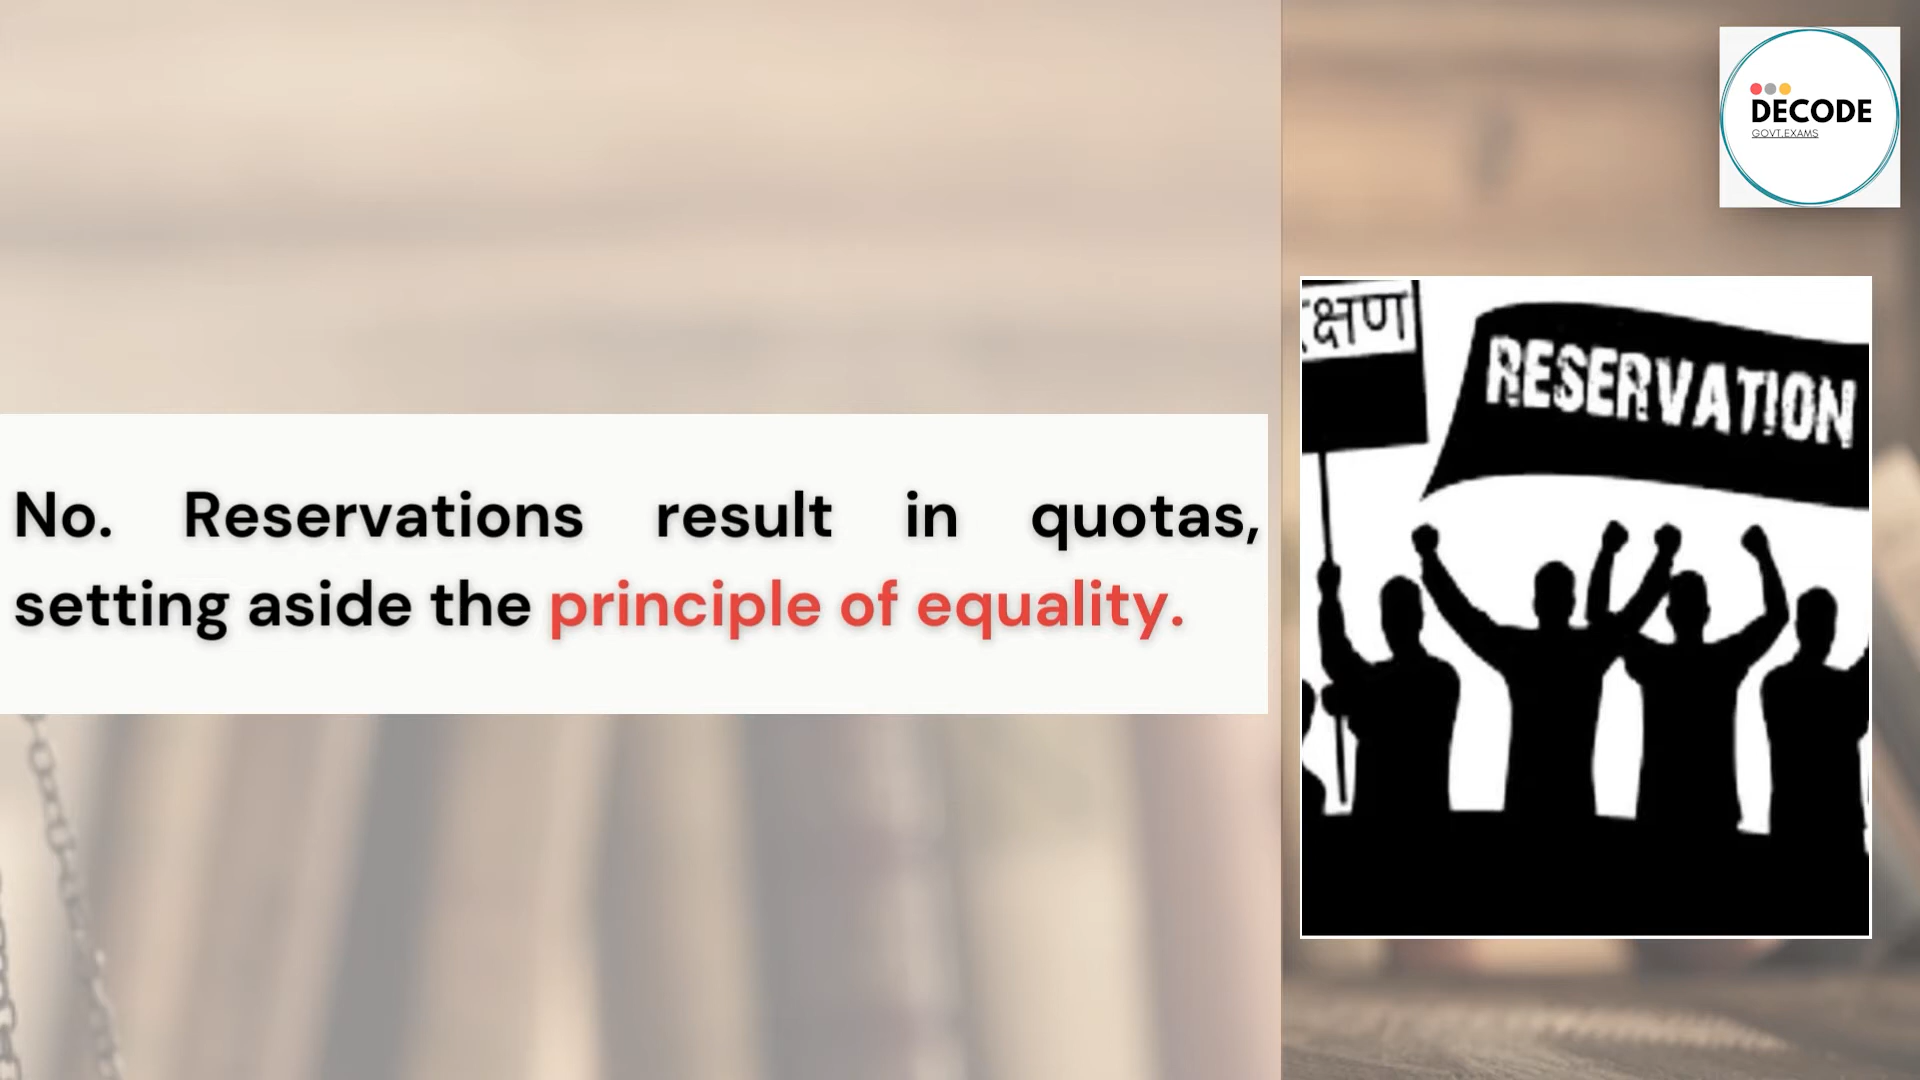 DECODE
GOVT.EXAMS
क्षण
RESERVATION
No. Reservations result in quotas,
setting aside the principle of equality.